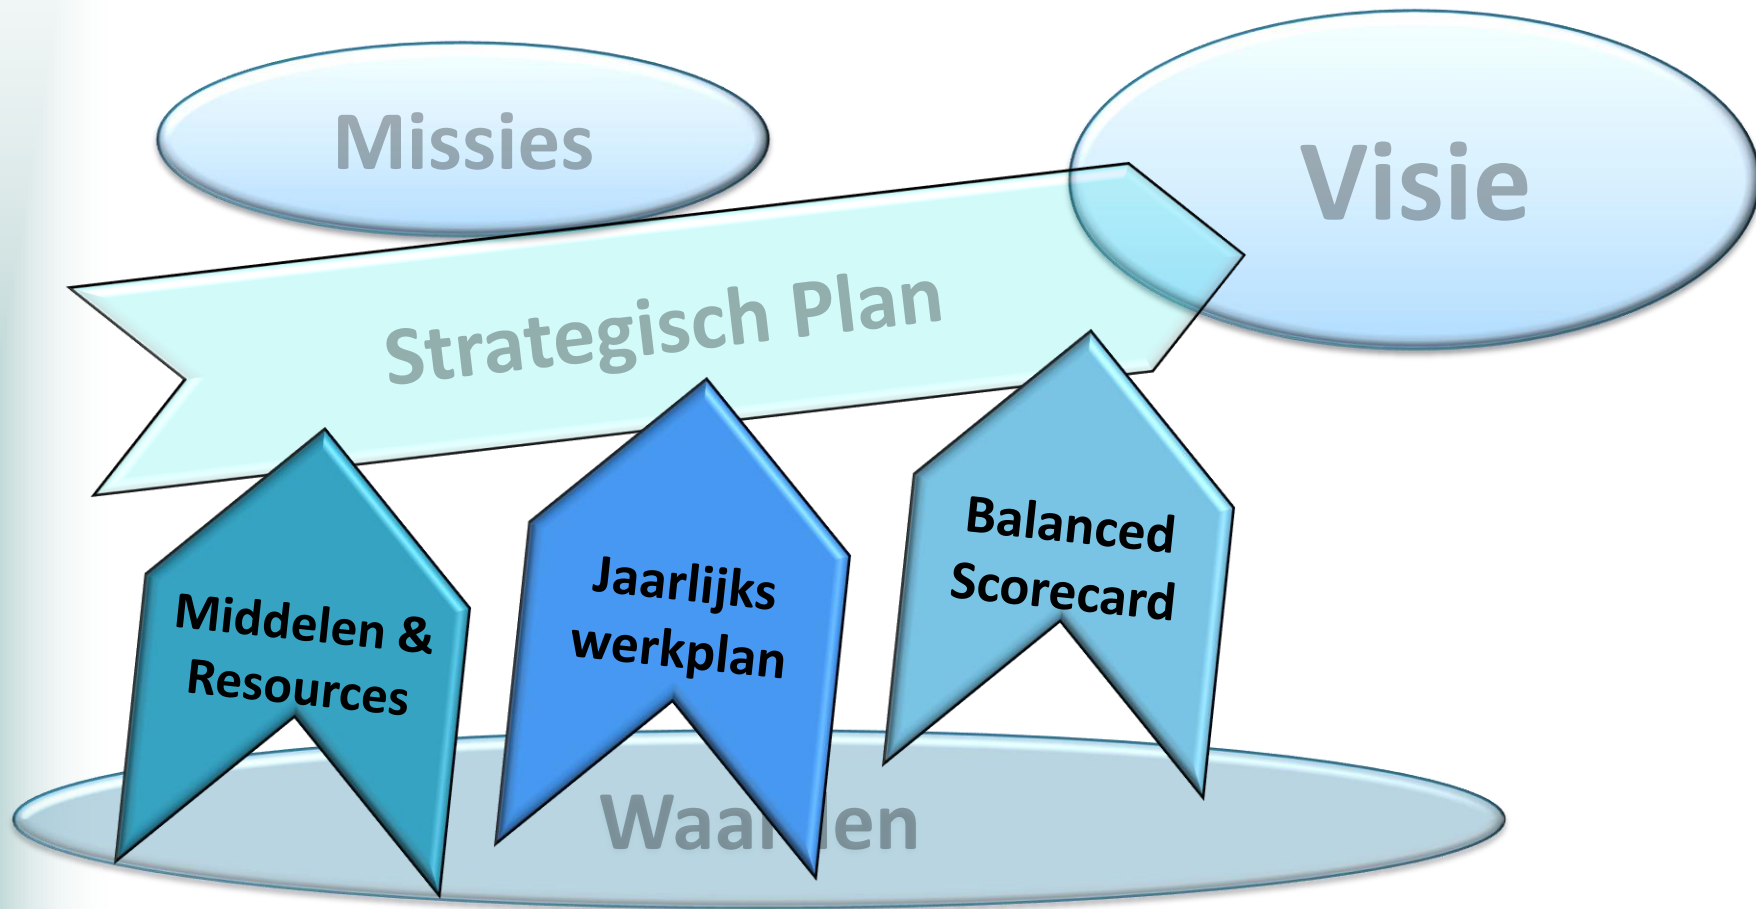 Missies
Visie
Strategisch Plan
Middelen &
Resources
Jaarlijks
werkplan
Balanced
Scorecard